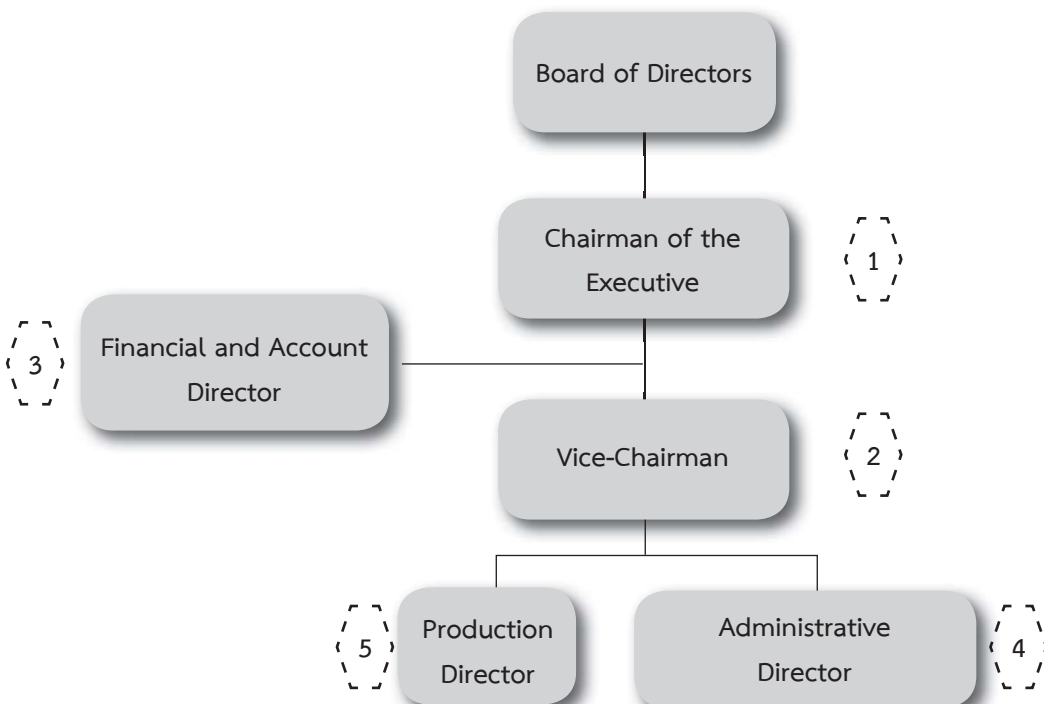 Board of Directors
Chairman of the
Executive
1
Financial and Account
Director
3
Vice-Chairman
2
Production
Director
5
Administrative
Director
4